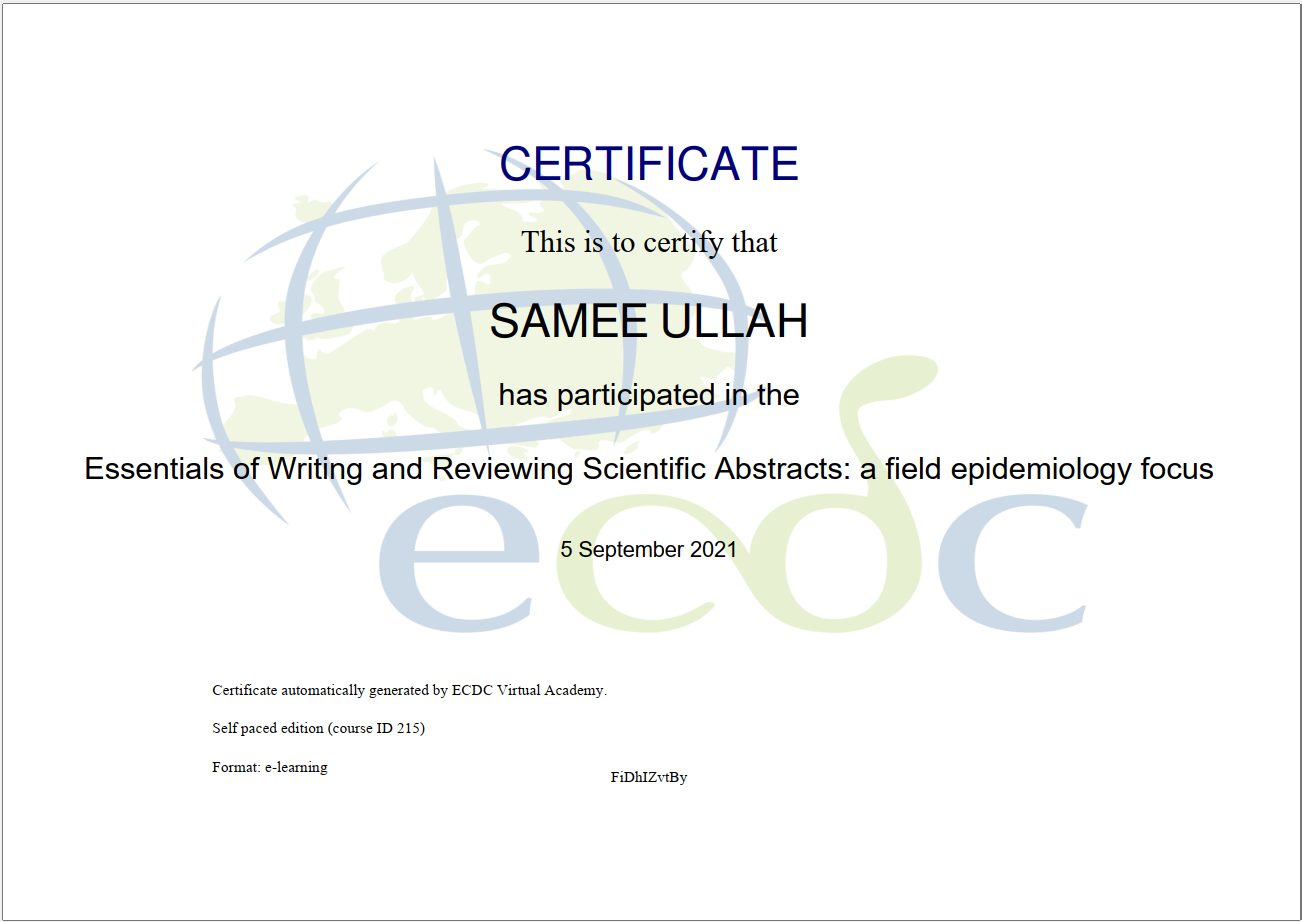 CERTIFICATE
This is to certify that
SAMEE ULLAH
has participated in the
Essentials of Writing and Reviewing Scientific Abstracts: a field epidemiology focus
ecdc
5 September 2021
Certificate automatically generated by ECDC Virtual Academy.
Self paced edition (course ID 215)
Format: e-learning
FiDhIZvtBy